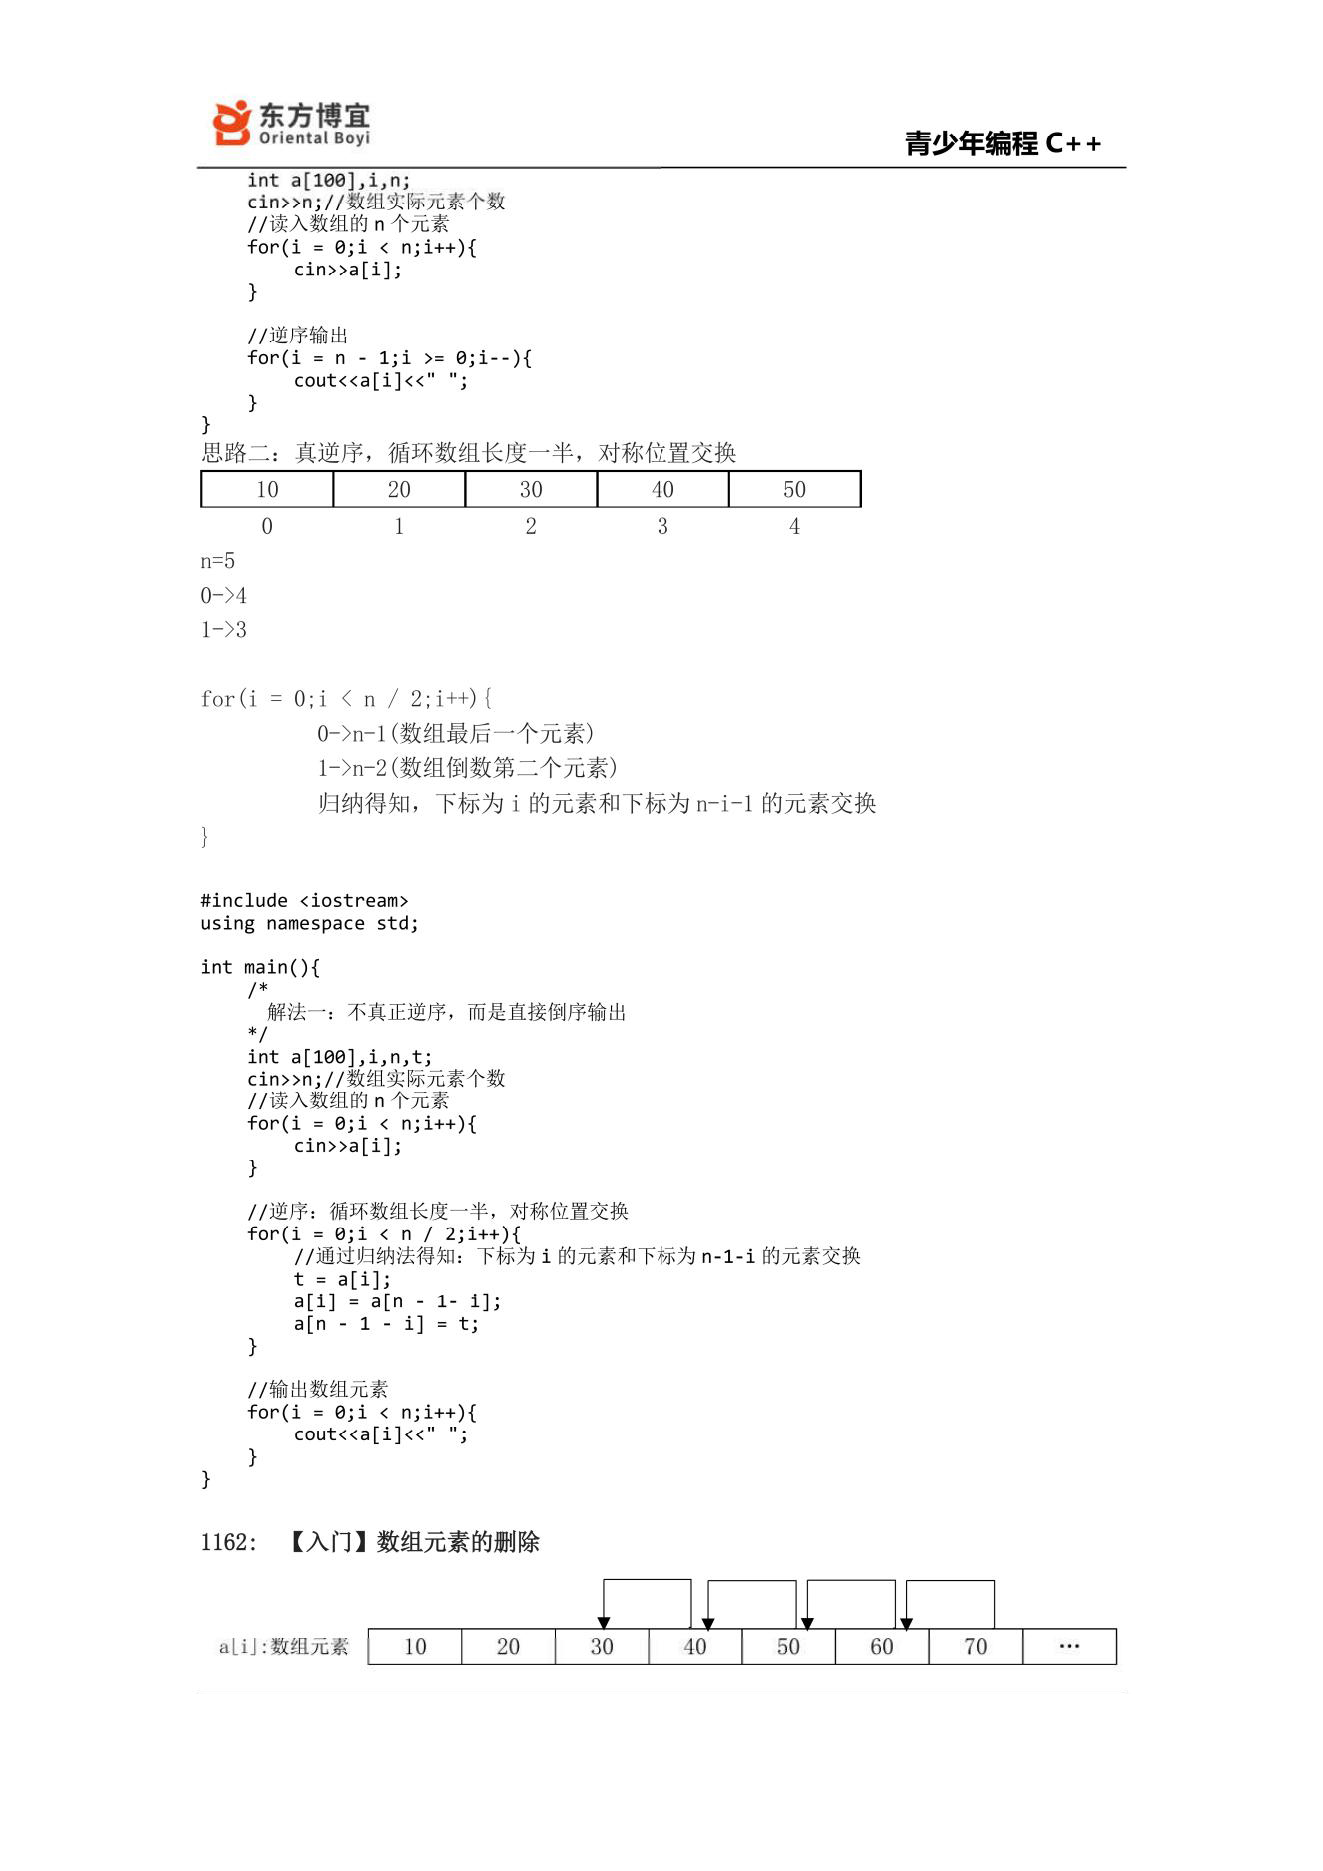 东方博宜
Oriental Boyi
青少年编程 C++
int a[100],i,n;
cin>>n;//数组实际元素个数
//读入数组的 n 个元素
for(i = 0;i < n;i++){
cin>>a[i];
}
//逆序输出
for(i = n - 1;i >= 0;i--){
cout<<a[i]<<" ";
}
}
思路二：真逆序，循环数组长度一半，对称位置交换
10 20 30 40 50
0 1 2 3 4
n=5
0->4
1->3
for(i = 0;i < n / 2;i++){
0->n-1(数组最后一个元素)
1->n-2(数组倒数第二个元素)
归纳得知，下标为 i 的元素和下标为 n-i-1 的元素交换
}
#include <iostream>
using namespace std;
int main(){
/*
解法一：不真正逆序，而是直接倒序输出
*/
int a[100],i,n,t;
cin>>n;//数组实际元素个数
//读入数组的 n 个元素
for(i = 0;i < n;i++){
cin>>a[i];
}
//逆序：循环数组长度一半，对称位置交换
for(i = 0;i < n / 2;i++){
//通过归纳法得知：下标为 i 的元素和下标为 n-1-i 的元素交换
t = a[i];
a[i] = a[n - 1- i];
a[n - 1 - i] = t;
}
//输出数组元素
for(i = 0;i < n;i++){
cout<<a[i]<<" ";
}
}
1162: 【入门】数组元素的删除
a[i]:数组元素 10 20 30 40 50 60 70 …